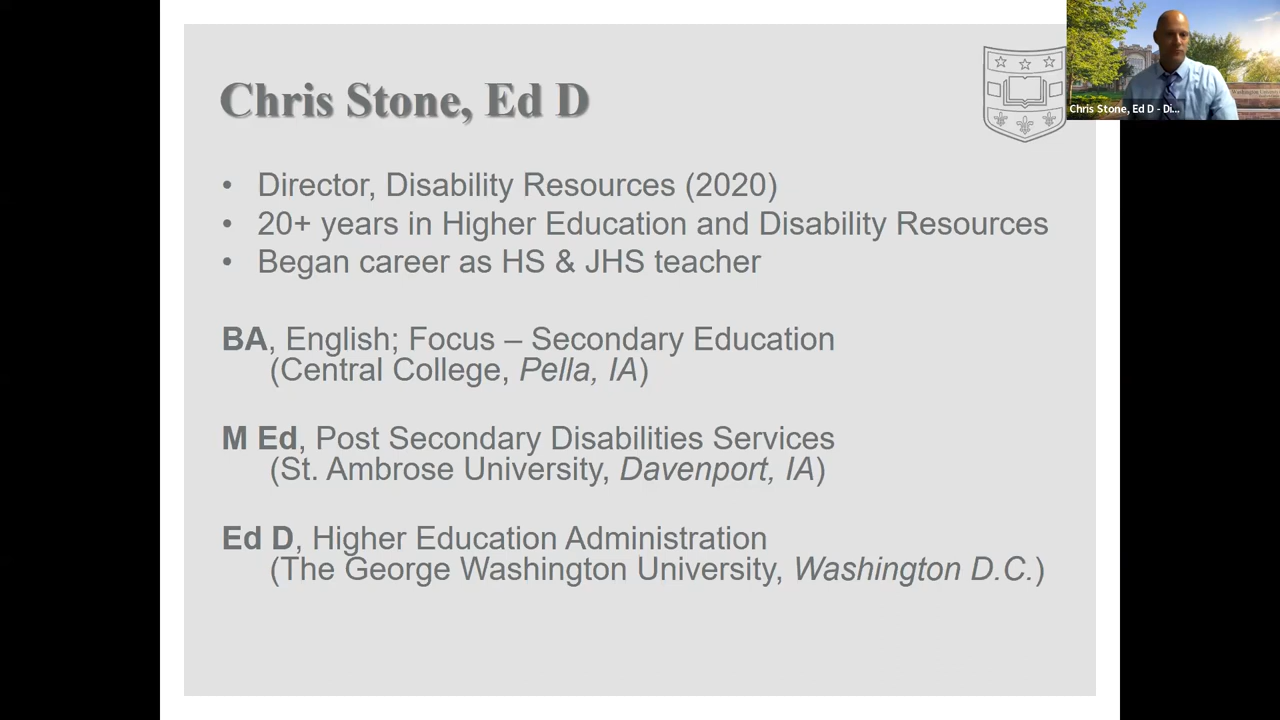 Chris Stone, Ed D
Chris Stone, Ed D - Di...
• Director, Disability Resources (2020)
• 20+ years in Higher Education and Disability Resources
• Began career as HS & JHS teacher
BA, English; Focus – Secondary Education
(Central College, Pella, IA)
M Ed, Post Secondary Disabilities Services
(St. Ambrose University, Davenport, IA)
Ed D, Higher Education Administration
(The George Washington University, Washington D.C.)